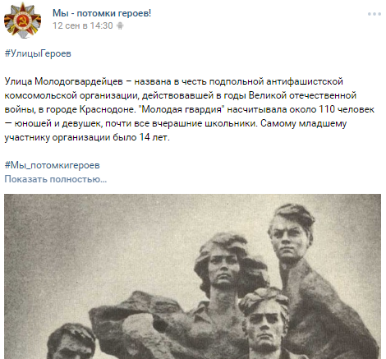 Мы - потомки героев!
12 сен в 14:30
#УлицыГероев
Улица Молодогвардейцев – названа в честь подпольной антифашистской
комсомольской организации, действовавшей в годы Великой отечественной
войны, в городе Краснодоне. "Молодая гвардия" насчитывала около 110 человек
— юношей и девушек, почти все вчерашние школьники. Самому младшему
участнику организации было 14 лет.
#Мы_потомкигероев
Показать полностью...